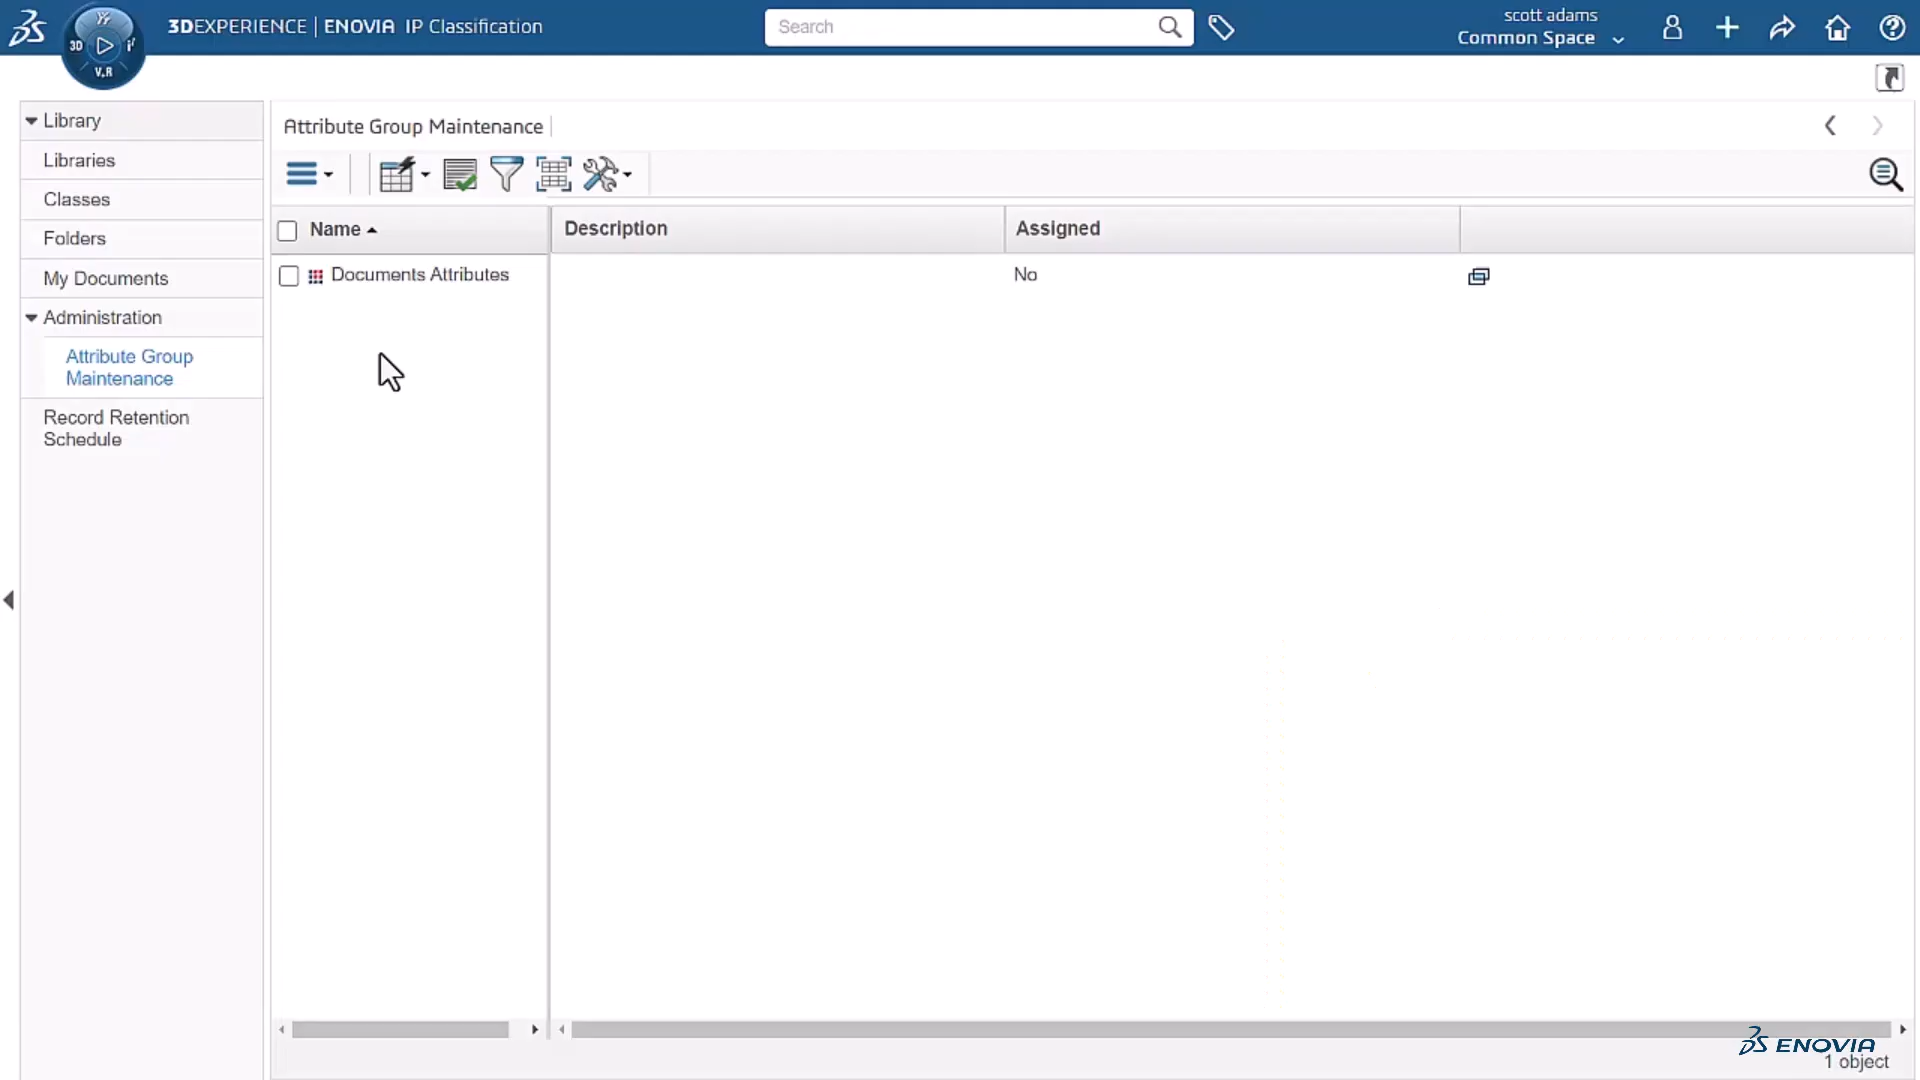 3DEXPERIENCE | ENOVIA IP Classification
Search
scott adams
Common Space
3D
V.R
Library
Libraries
Classes
Folders
My Documents
Administration
Attribute Group
Maintenance
Record Retention
Schedule
Attribute Group Maintenance
Name
Description
Assigned
Documents Attributes
No
ENOVIA
1 object